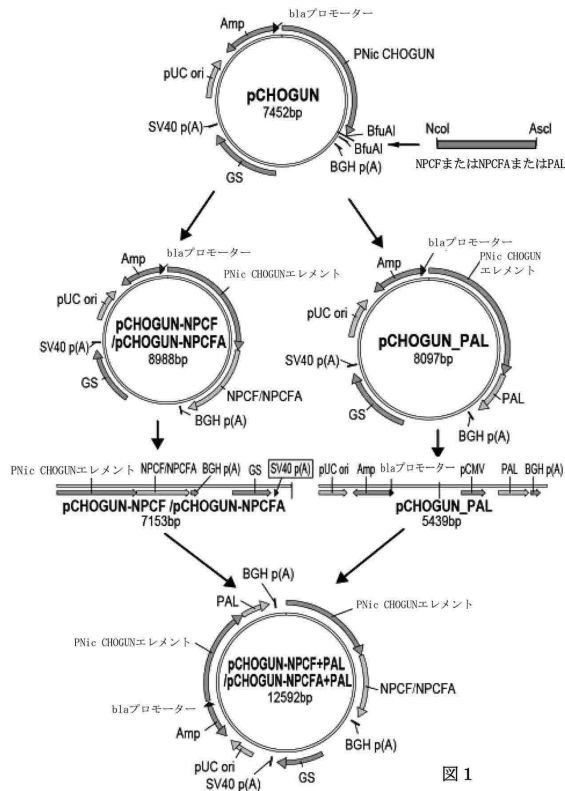 Amp
blaプロモーター
PNic CHOGUN
pUC ori
pCHOGUN
7452bp
SV40 p(A)
BfuAI
BfuAI
BGH p(A)
GS
NcoI
AscI
NPCFまたはNPCFAまたはPAL
Amp
blaプロモーター
PNic CHOGUNエレメント
pUC ori
pCHOGUN-NPCF
/pCHOGUN-NPCFA
8988bp
SV40 p(A)
GS
NPCF/NPCFA
BGH p(A)
blaプロモーター
PNic CHOGUN
エレメント
Amp
pUC ori
pCHOGUN_PAL
8097bp
SV40 p(A)
GS
PAL
BGH p(A)
PNic CHOGUNエレメント
NPCF/NPCFA
BGH p(A)
GS
SV40 p(A)
pCHOGUN-NPCF /pCHOGUN-NPCFA
7153bp
pUC ori
Amp
blaプロモーター
pCMV
PAL
BGH p(A)
pCHOGUN_PAL
5439bp
BGH p(A)
PAL
PNic CHOGUNエレメント
PNic CHOGUNエレメント
pCHOGUN-NPCF+PAL
/pCHOGUN-NPCFA+PAL
12592bp
NPCF/NPCFA
blaプロモーター
Amp
BGH p(A)
pUC ori
SV40 p(A)
GS
図1